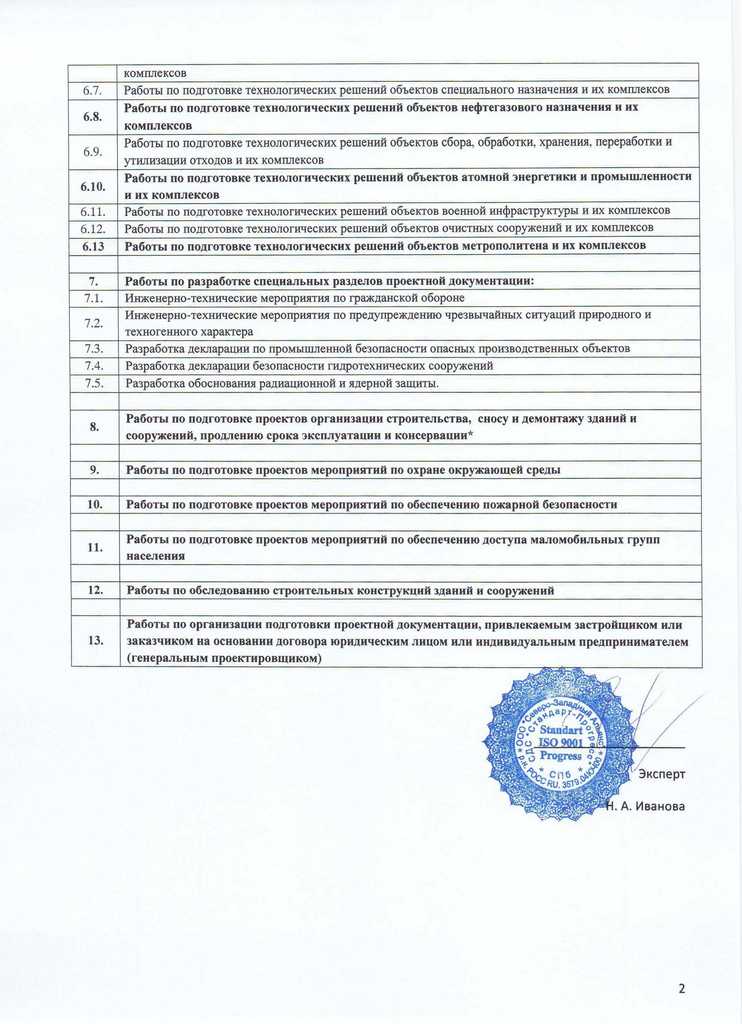 комплексов
6.7. Работы по подготовке технологических решений объектов специального назначения и их комплексов
6.8. Работы по подготовке технологических решений объектов нефтегазового назначения и их
комплексов
6.9. Работы по подготовке технологических решений объектов сбора, обработки, хранения, переработки и
утилизации отходов и их комплексов
6.10. Работы по подготовке технологических решений объектов атомной энергетики и промышленности
и их комплексов
6.11. Работы по подготовке технологических решений объектов военной инфраструктуры и их комплексов
6.12. Работы по подготовке технологических решений объектов очистных сооружений и их комплексов
6.13 Работы по подготовке технологических решений объектов метрополитена и их комплексов
7. Работы по разработке специальных разделов проектной документации:
7.1. Инженерно-технические мероприятия по гражданской обороне
7.2. Инженерно-технические мероприятия по предупреждению чрезвычайных ситуаций природного и
техногенного характера
7.3. Разработка декларации по промышленной безопасности опасных производственных объектов
7.4. Разработка декларации безопасности гидротехнических сооружений
7.5. Разработка обоснования радиационной и ядерной защиты.
8. Работы по подготовке проектов организации строительства, сносу и демонтажу зданий и
сооружений, продлению срока эксплуатации и консервации*
9. Работы по подготовке проектов мероприятий по охране окружающей среды
10. Работы по подготовке проектов мероприятий по обеспечению пожарной безопасности
11. Работы по подготовке проектов мероприятий по обеспечению доступа маломобильных групп
населения
12. Работы по обследованию строительных конструкций зданий и сооружений
13. Работы по организации подготовки проектной документации, привлекаемым застройщиком или
заказчиком на основании договора юридическим лицом или индивидуальным предпринимателем
(генеральным проектировщиком)
ООО "Северо-Западный Альянс"
СДС "Стандарт-Прогресс"
Standart
ISO 9001
Progress
* СПб *
РОСС RU.
Эксперт
Н. А. Иванова
2